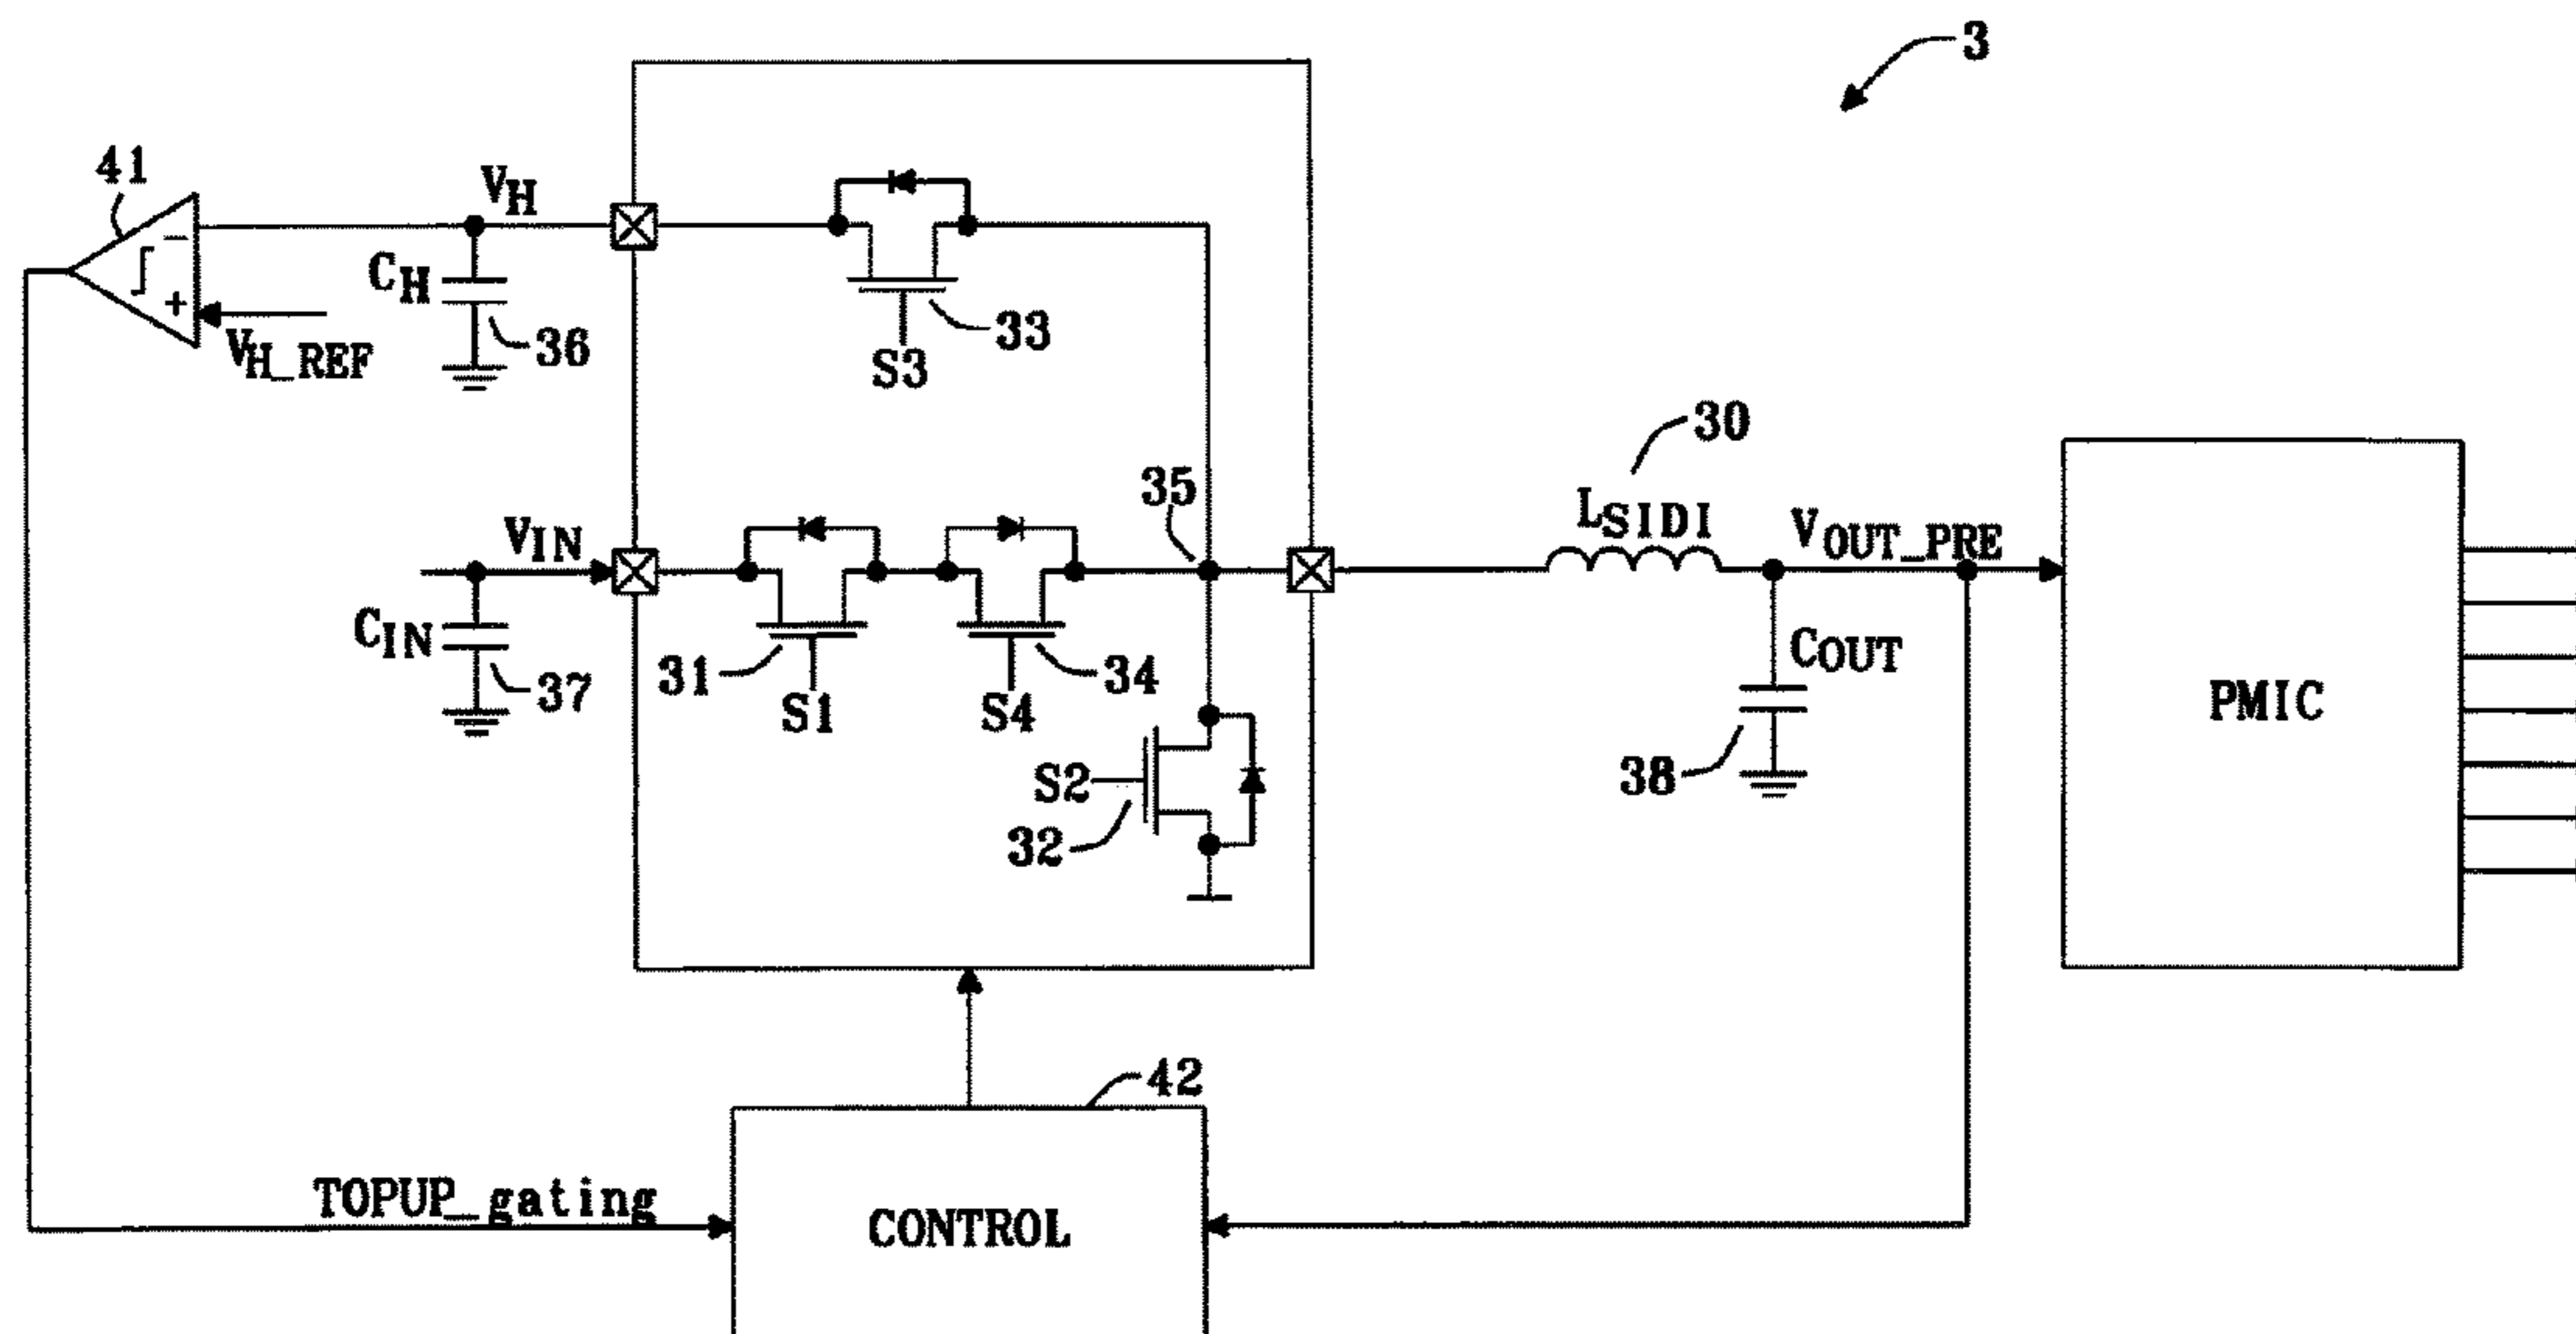 3
41
VH
CH
36
VH_REF
33
S3
30
35
LSIDI
VIN
VOUT_PRE
CIN
37
31
S1
S4
34
COUT
PMIC
S2
32
38
42
TOPUP_gating
CONTROL